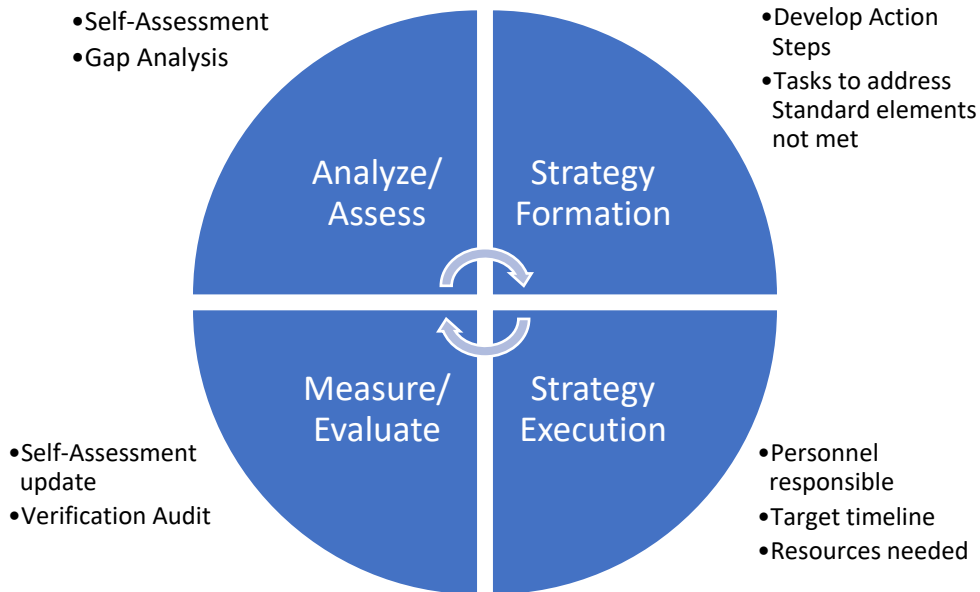 •Self-Assessment
•Gap Analysis
•Develop Action
Steps
•Tasks to address
Standard elements
not met
Analyze/
Assess
Strategy
Formation
Measure/
Evaluate
Strategy
Execution
•Self-Assessment
update
•Verification Audit
•Personnel
responsible
•Target timeline
•Resources needed